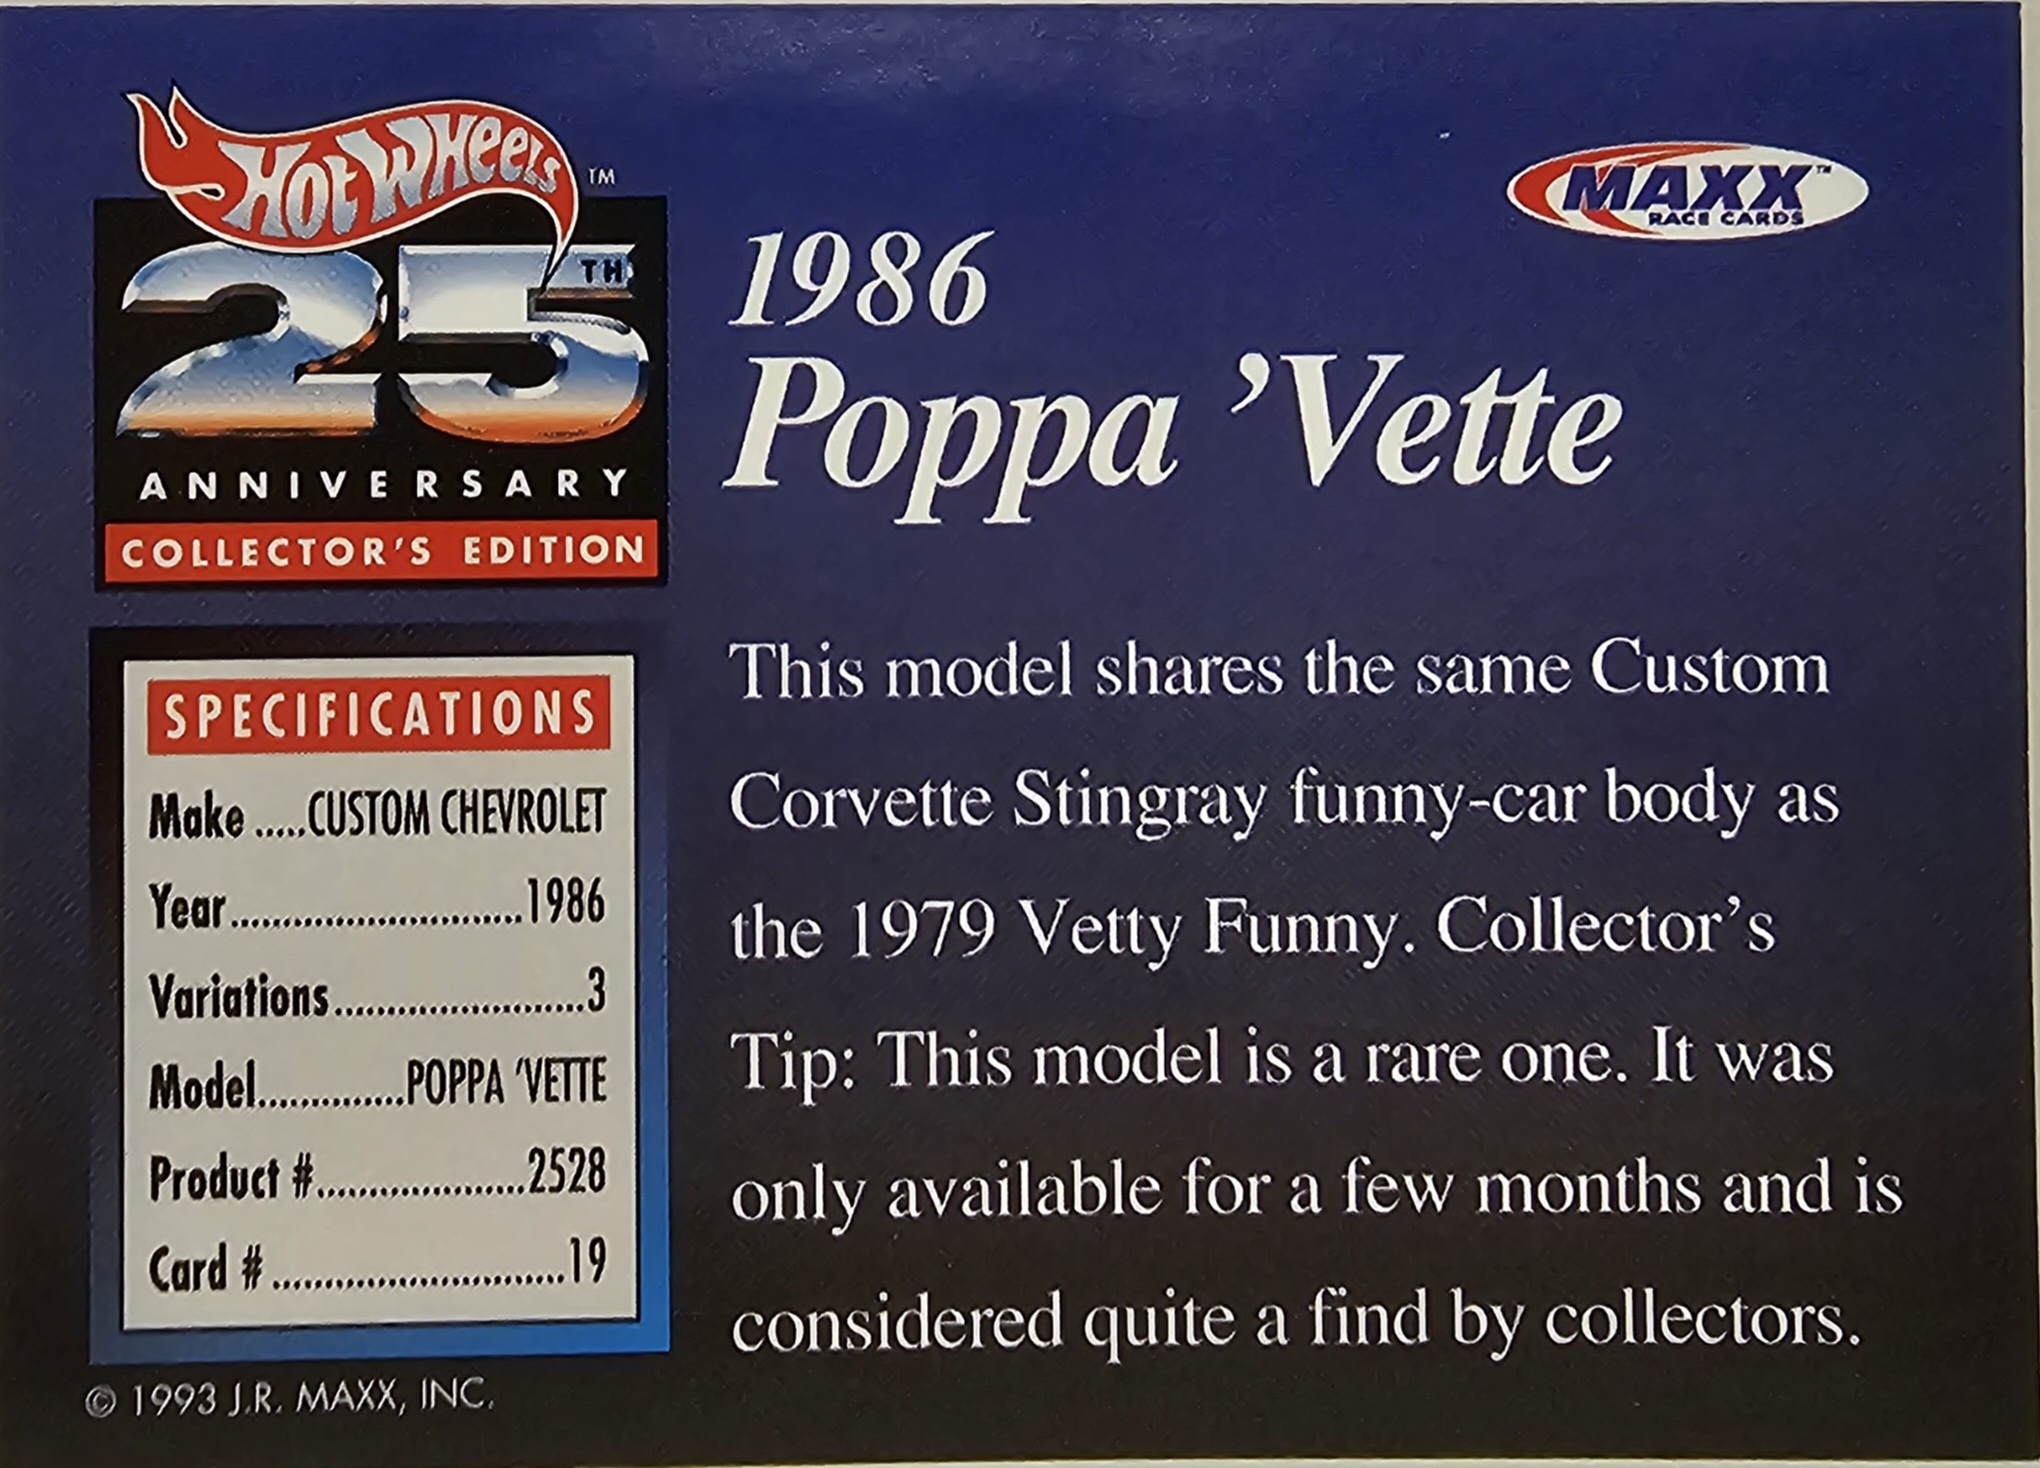 Hot Wheels ™
25TH
ANNIVERSARY
COLLECTOR'S EDITION
SPECIFICATIONS
Make .....CUSTOM CHEVROLET
Year............................1986
Variations........................3
Model..............POPPA 'VETTE
Product #....................2528
Card #............................19
© 1993 J.R. MAXX, INC.
MAXX™
RACE CARDS
1986
Poppa ’Vette
This model shares the same Custom
Corvette Stingray funny-car body as
the 1979 Vetty Funny. Collector’s
Tip: This model is a rare one. It was
only available for a few months and is
considered quite a find by collectors.